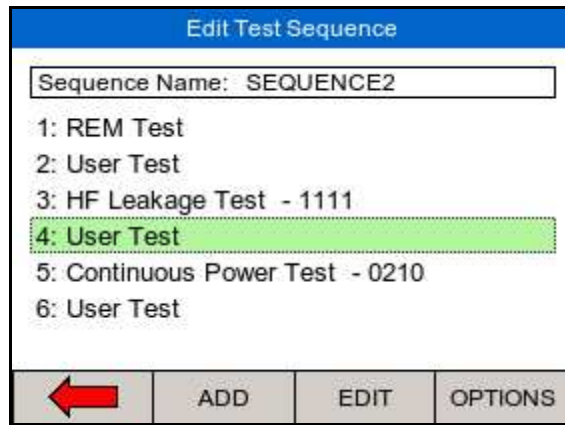 Edit Test Sequence
Sequence Name: SEQUENCE2
1: REM Test
2: User Test
3: HF Leakage Test - 1111
4: User Test
5: Continuous Power Test - 0210
6: User Test
ADD EDIT OPTIONS